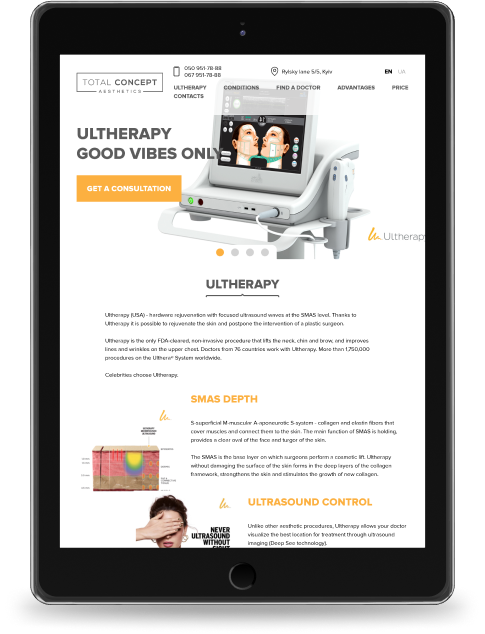 TOTAL CONCEPT
AESTHETICS
050 951-78-88
067 951-78-88
Rylsky lane 5/5, Kyiv
EN UA
ULTHERAPY CONDITIONS FIND A DOCTOR ADVANTAGES PRICE
CONTACTS
ULTHERAPY
GOOD VIBES ONLY
GET A CONSULTATION
Ultherapy
ULTHERAPY
Ultherapy (USA) - hardware rejuvenation with focused ultrasound waves at the SMAS level. Thanks to
Ultherapy it is possible to rejuvenate the skin and postpone the intervention of a plastic surgeon.
Ultherapy is the only FDA-cleared, non-invasive procedure that lifts the neck, chin and brow, and improves
lines and wrinkles on the upper chest. Doctors from 76 countries work with Ultherapy. More than 1,750,000
procedures on the Ulthera® System worldwide.
Celebrities choose Ultherapy.
SMAS DEPTH
S-superficial M-muscular A-aponeurotic S-system - collagen and elastin fibers that
cover muscles and connect them to the skin. The main function of SMAS is holding,
provides a clear oval of the face and turgor of the skin.
The SMAS is the base layer on which surgeons perform a cosmetic lift. Ultherapy
without damaging the surface of the skin forms in the deep layers of the collagen
framework, strengthens the skin and stimulates the growth of new collagen.
ULTRASOUND CONTROL
NEVER
ULTRASOUND
WITHOUT
SIGHT
Unlike other aesthetic procedures, Ultherapy allows your doctor
visualize the best location for treatment through ultrasound
imaging (Deep See technology).